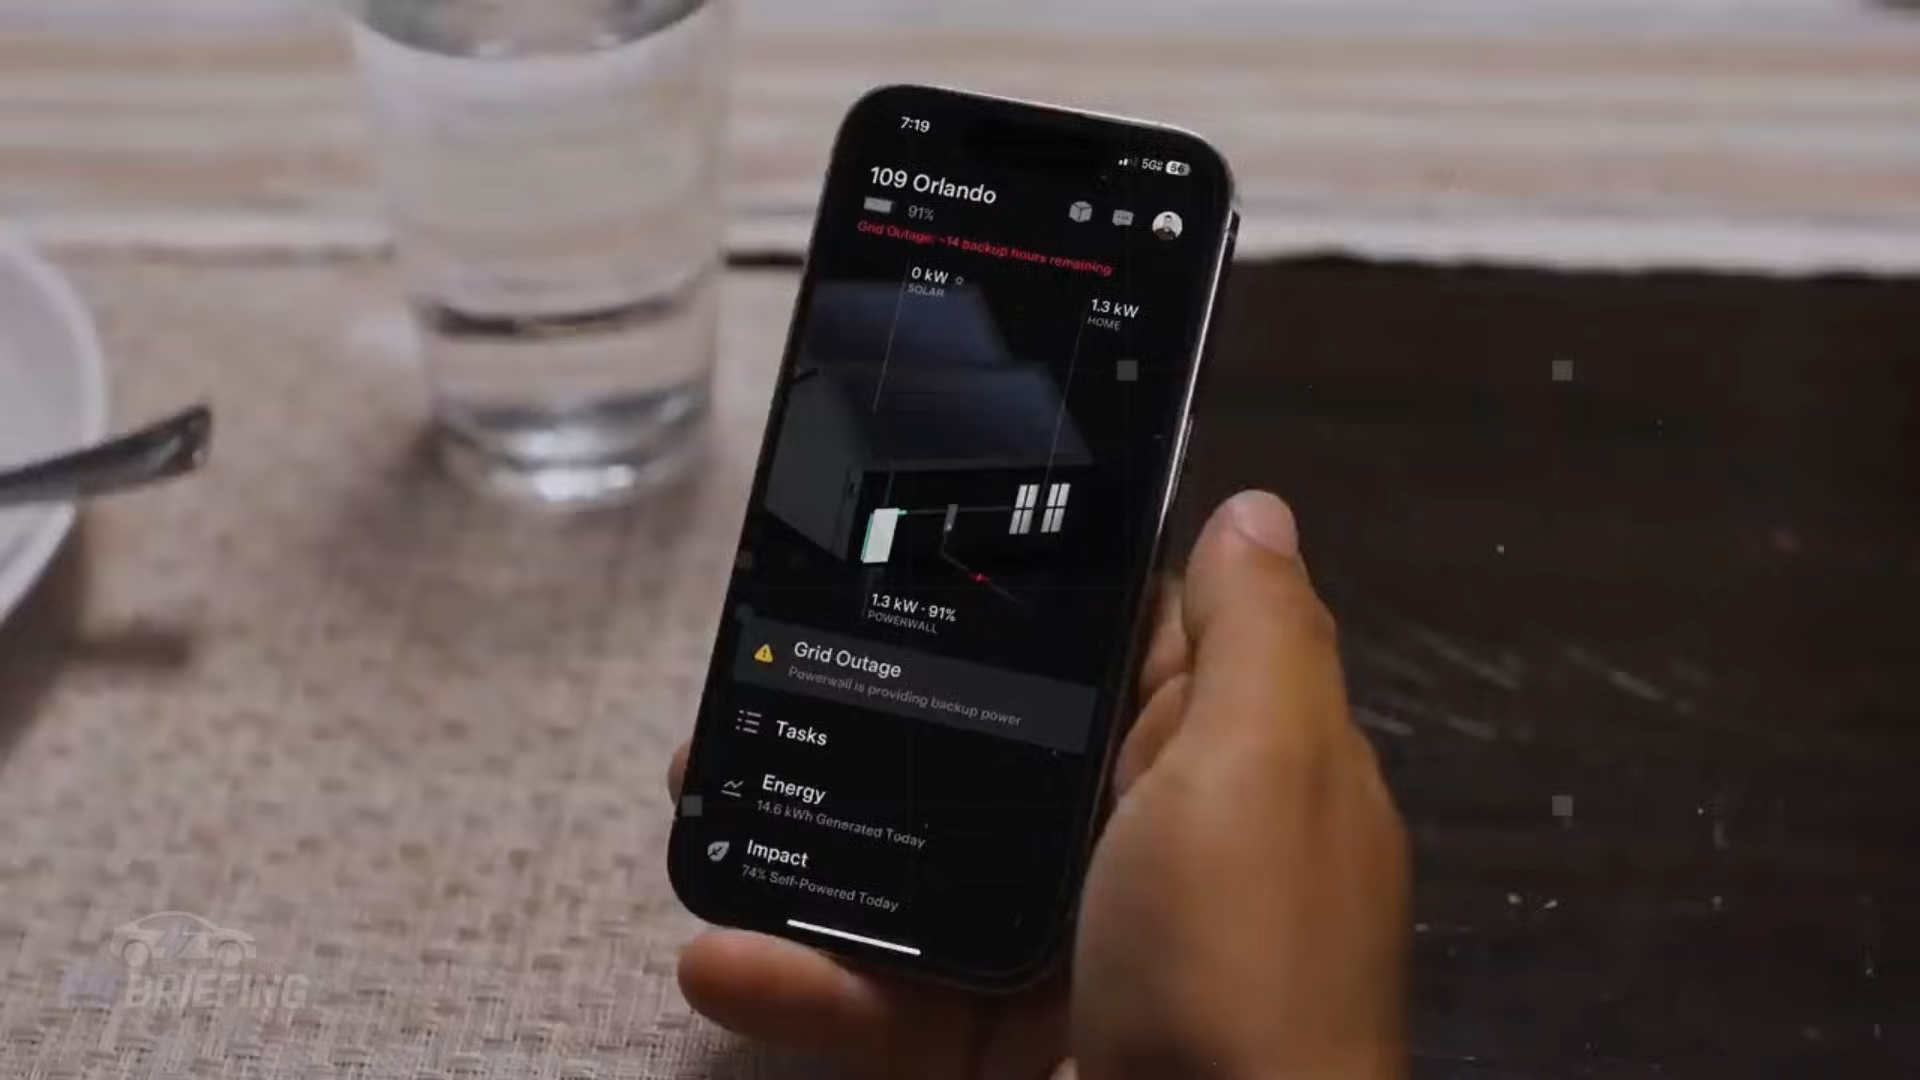 7:19
5G
56
109 Orlando
91%
Grid Outage: ~14 backup hours remaining
0 kW
SOLAR
1.3 kW
HOME
1.3 kW · 91%
POWERWALL
Grid Outage
Powerwall is providing backup power
Tasks
Energy
14.6 kWh Generated Today
Impact
74% Self-Powered Today
BRIEFING